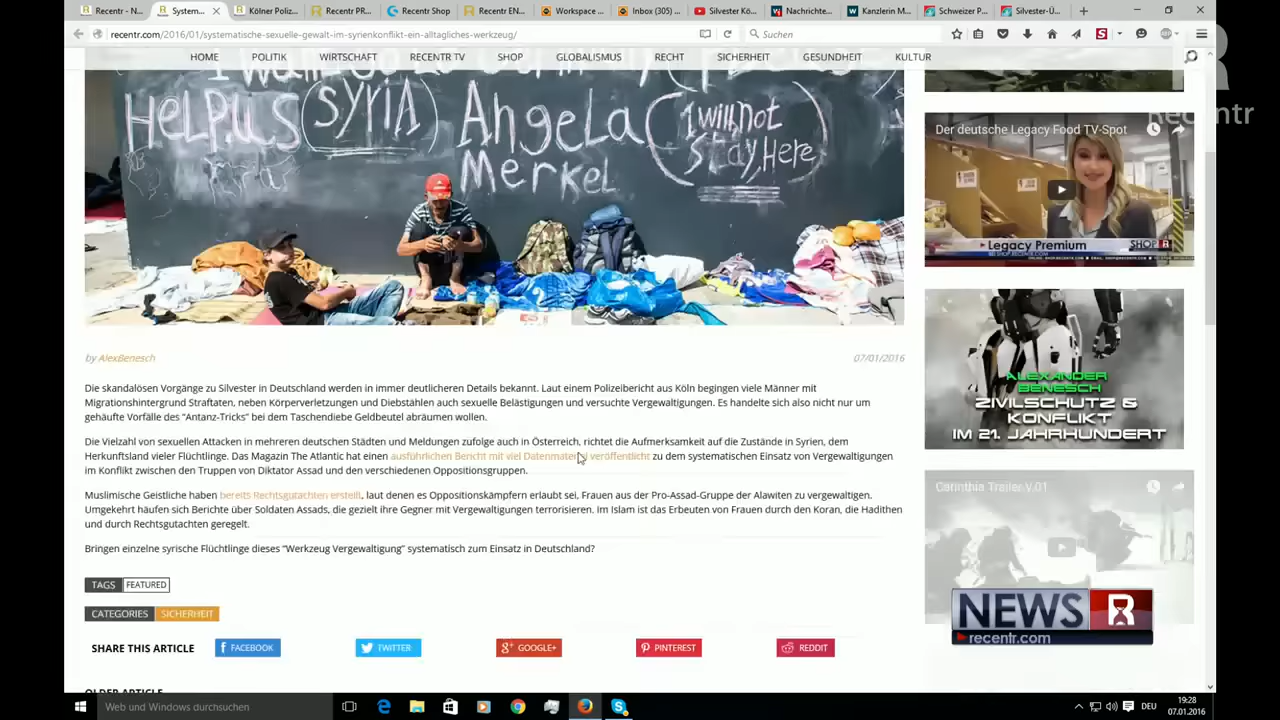 Recentr - N...
System...
Kölner Poliz...
Recentr PR...
Recentr Shop
Recentr EN...
Workspace ...
Inbox (305) ...
Silvester Kö...
Nachrichte...
Kanzlerin M...
Schweizer P...
Silvester-Ü...
recentr.com/2016/01/systematische-sexuelle-gewalt-im-syrienkonflikt-ein-alltagliches-werkzeug/
Suchen
HOME POLITIK WIRTSCHAFT RECENTR TV SHOP GLOBALISMUS RECHT SICHERHEIT GESUNDHEIT KULTUR
R
Recentr
HELP US SYRIA AngeLa Merkel
I will not stay Here
by AlexBenesch
07/01/2016
Die skandalösen Vorgänge zu Silvester in Deutschland werden in immer deutlicheren Details bekannt. Laut einem Polizeibericht aus Köln begingen viele Männer mit
Migrationshintergrund Straftaten, neben Körperverletzungen und Diebstählen auch sexuelle Belästigungen und versuchte Vergewaltigungen. Es handelte sich also nicht nur um
gehäufte Vorfälle des "Antanz-Tricks" bei dem Taschendiebe Geldbeutel abräumen wollen.
Die Vielzahl von sexuellen Attacken in mehreren deutschen Städten und Meldungen zufolge auch in Österreich, richtet die Aufmerksamkeit auf die Zustände in Syrien, dem
Herkunftsland vieler Flüchtlinge. Das Magazin The Atlantic hat einen ausführlichen Bericht mit viel Datenmaterial veröffentlicht zu dem systematischen Einsatz von Vergewaltigungen
im Konflikt zwischen den Truppen von Diktator Assad und den verschiedenen Oppositionsgruppen.
Muslimische Geistliche haben bereits Rechtsgutachten erstellt, laut denen es Oppositionskämpfern erlaubt sei, Frauen aus der Pro-Assad-Gruppe der Alawiten zu vergewaltigen.
Umgekehrt häufen sich Berichte über Soldaten Assads, die gezielt ihre Gegner mit Vergewaltigungen terrorisieren. Im Islam ist das Erbeuten von Frauen durch den Koran, die Hadithen
und durch Rechtsgutachten geregelt.
Bringen einzelne syrische Flüchtlinge dieses "Werkzeug Vergewaltigung" systematisch zum Einsatz in Deutschland?
TAGS FEATURED
CATEGORIES SICHERHEIT
SHARE THIS ARTICLE FACEBOOK TWITTER GOOGLE+ PINTEREST REDDIT
OLDER ARTICLE
Der deutsche Legacy Food TV-Spot
Legacy Premium
SHOP R
ALEXANDER
BENESCH
ZIVILSCHUTZ &
KONFLIKT
IM 21. JAHRHUNDERT
Carinthia Trailer V.01
NEWS R
recentr.com
Web und Windows durchsuchen
DEU
19:28
07.01.2016